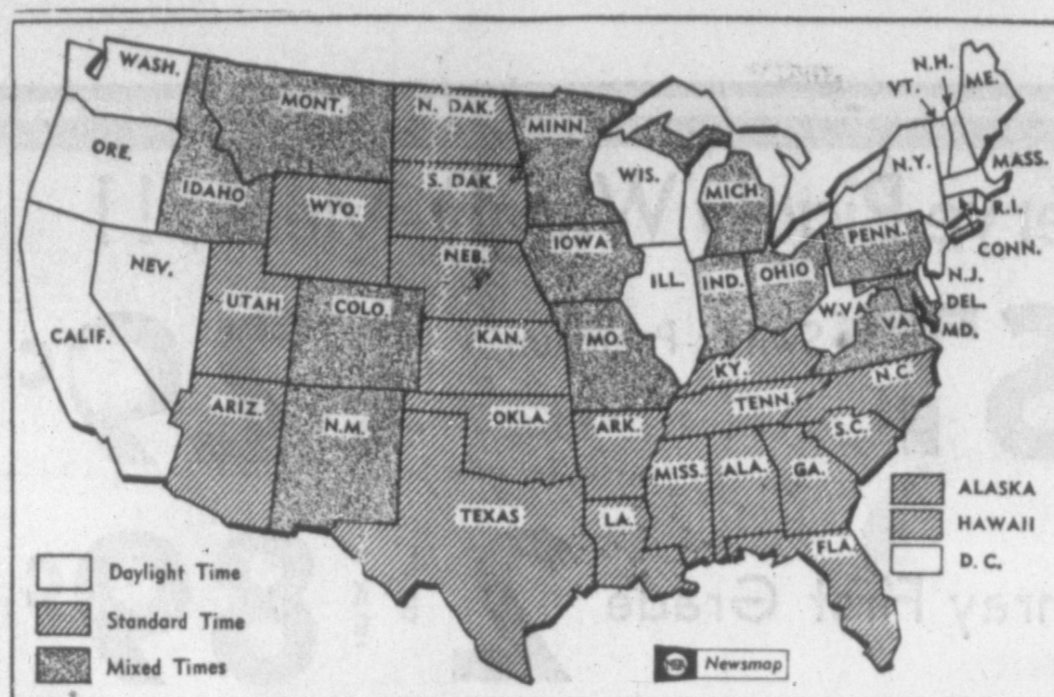 WASH.
MONT.
N. DAK.
MINN.
N.H.
ME.
VT.
ORE.
IDAHO
WYO.
S. DAK.
WIS.
MICH.
N.Y.
MASS.
R.I.
CONN.
NEV.
UTAH
COLO.
NEB.
IOWA
ILL.
IND.
OHIO
PENN.
N.J.
DEL.
MD.
W.VA.
VA.
CALIF.
KAN.
MO.
KY.
N.C.
ARIZ.
N.M.
OKLA.
ARK.
TENN.
S.C.
TEXAS
LA.
MISS.
ALA.
GA.
FLA.
ALASKA
HAWAII
D. C.
Daylight Time
Standard Time
Mixed Times
NEA Newsmap